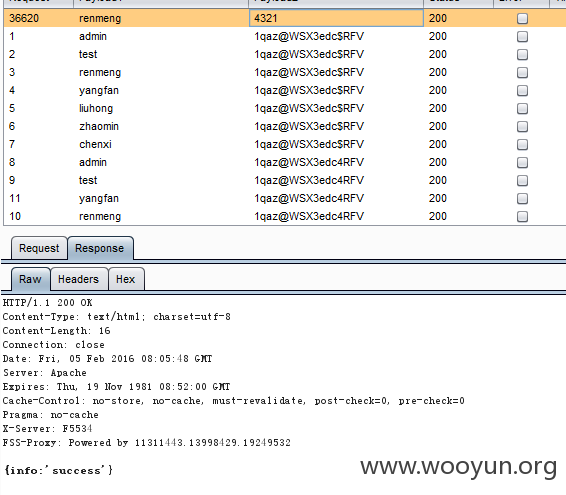 36620 renmeng 4321 200
1 admin 1qaz@WSX3edc$RFV 200
2 test 1qaz@WSX3edc$RFV 200
3 renmeng 1qaz@WSX3edc$RFV 200
4 yangfan 1qaz@WSX3edc$RFV 200
5 liuhong 1qaz@WSX3edc$RFV 200
6 zhaomin 1qaz@WSX3edc$RFV 200
7 chenxi 1qaz@WSX3edc$RFV 200
8 admin 1qaz@WSX3edc4RFV 200
9 test 1qaz@WSX3edc4RFV 200
11 yangfan 1qaz@WSX3edc4RFV 200
10 renmeng 1qaz@WSX3edc4RFV 200
Request Response
Raw Headers Hex
HTTP/1.1 200 OK
Content-Type: text/html; charset=utf-8
Content-Length: 16
Connection: close
Date: Fri, 05 Feb 2016 08:05:48 GMT
Server: Apache
Expires: Thu, 19 Nov 1981 08:52:00 GMT
Cache-Control: no-store, no-cache, must-revalidate, post-check=0, pre-check=0
Pragma: no-cache
X-Server: F5534
FSS-Proxy: Powered by 11311443.13998429.19249532
{info:'success'}
www.wooyun.org